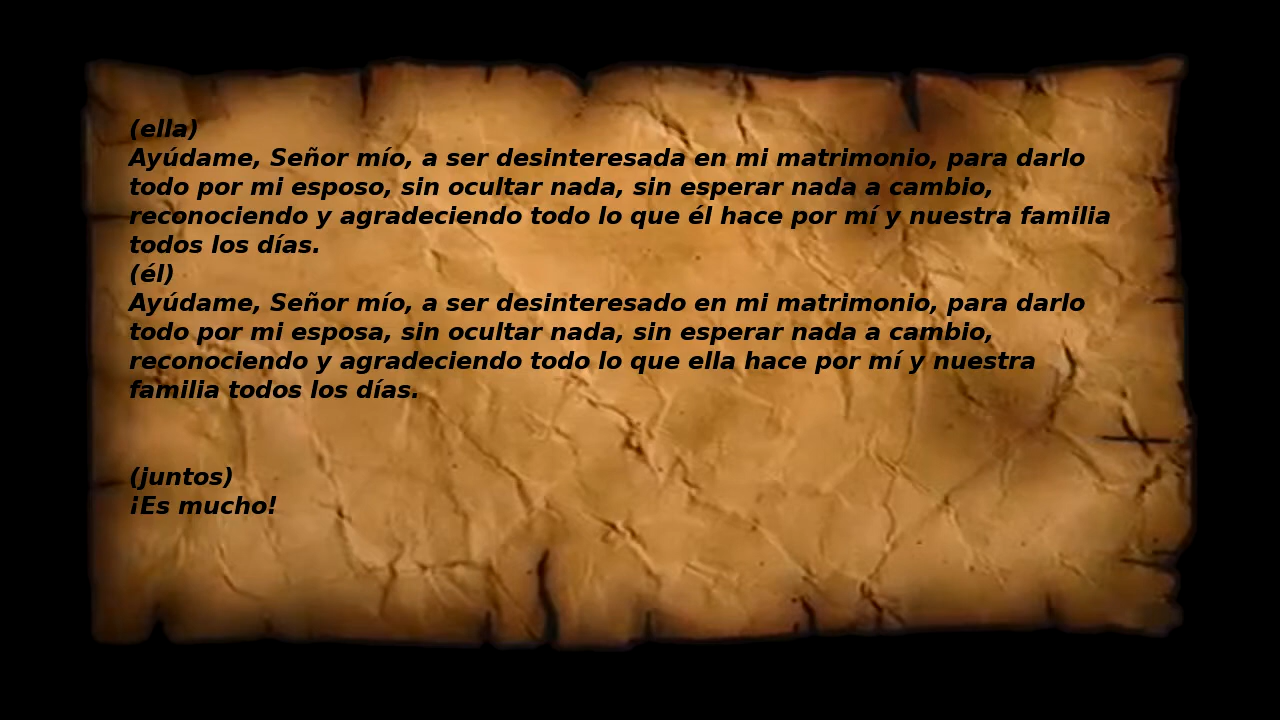 (ella)
Ayúdame, Señor mío, a ser desinteresada en mi matrimonio, para darlo
todo por mi esposo, sin ocultar nada, sin esperar nada a cambio,
reconociendo y agradeciendo todo lo que él hace por mí y nuestra familia
todos los días.
(él)
Ayúdame, Señor mío, a ser desinteresado en mi matrimonio, para darlo
todo por mi esposa, sin ocultar nada, sin esperar nada a cambio,
reconociendo y agradeciendo todo lo que ella hace por mí y nuestra
familia todos los días.
(juntos)
¡Es mucho!